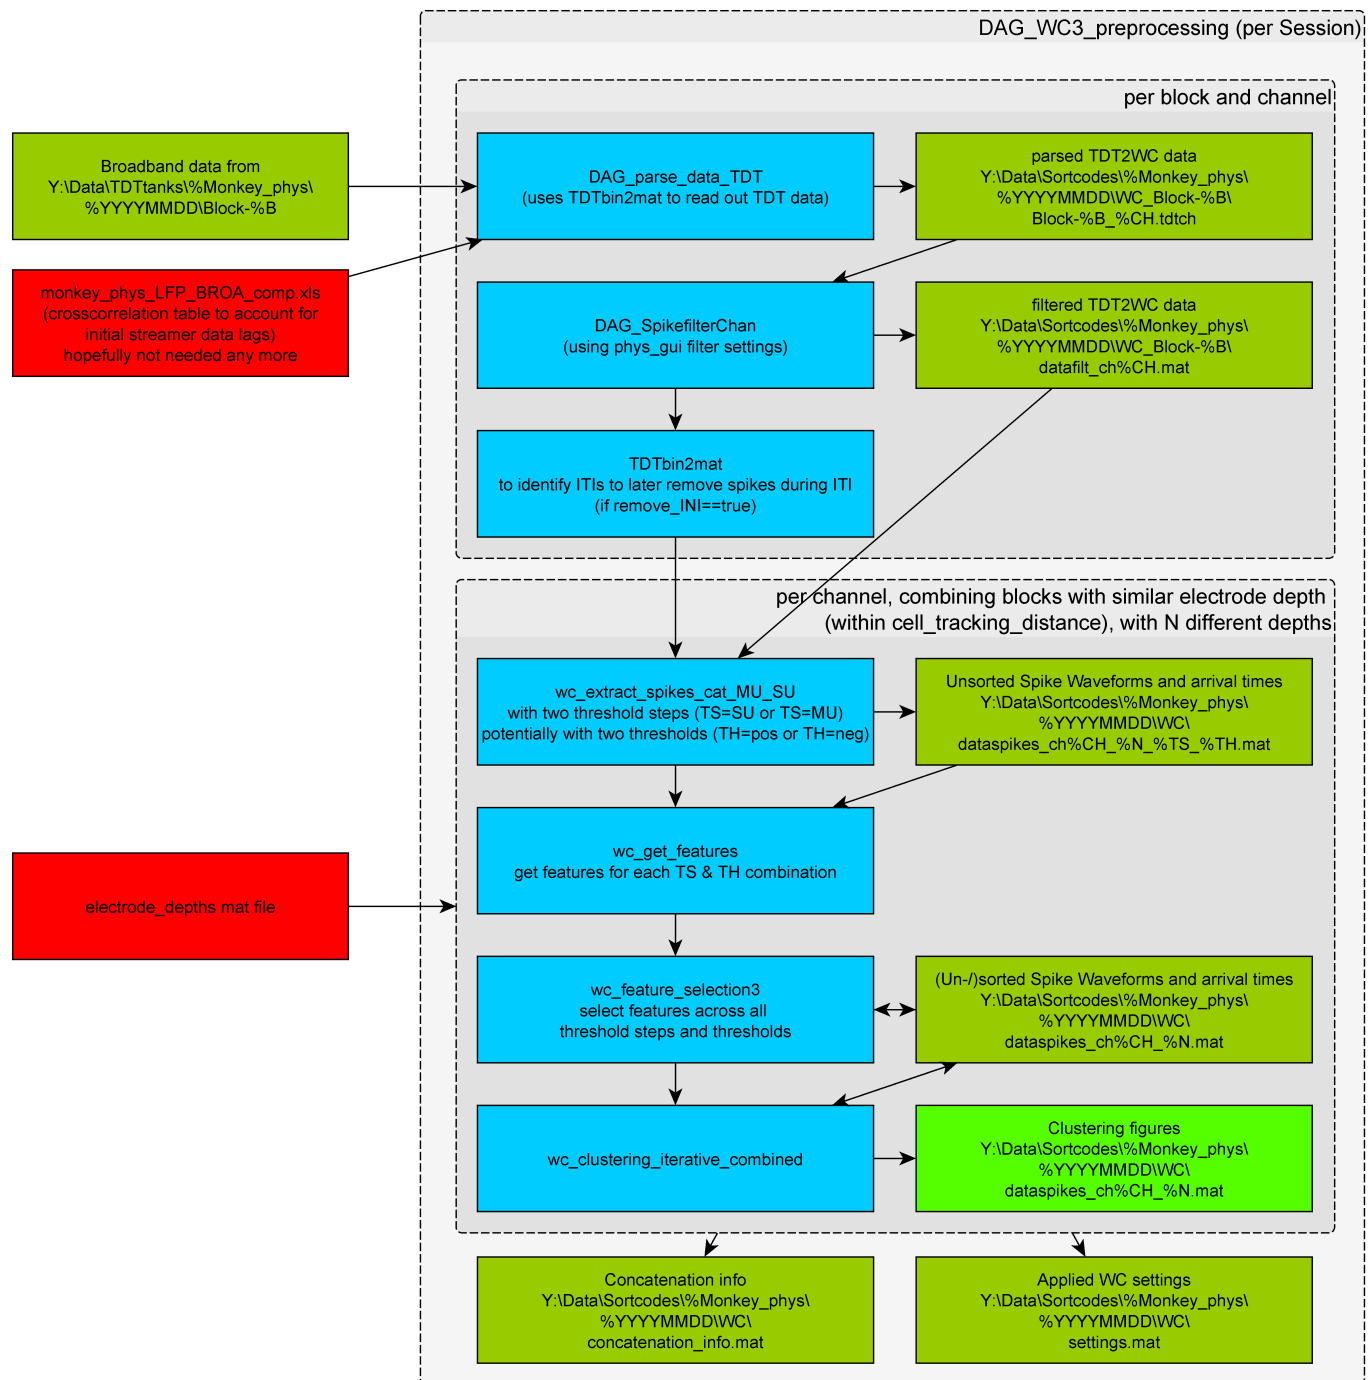 DAG_WC3_preprocessing (per Session)
per block and channel
Broadband data from
Y:\Data\TDTtanks\%Monkey_phys\
%YYYYMMDD\Block-%B
DAG_parse_data_TDT
(uses TDTbin2mat to read out TDT data)
parsed TDT2WC data
Y:\Data\Sortcodes\%Monkey_phys\
%YYYYMMDD\WC_Block-%B\
Block-%B_%CH.tdtch
monkey_phys_LFP_BROA_comp.xls
(crosscorrelation table to account for
initial streamer data lags)
hopefully not needed any more
DAG_SpikefilterChan
(using phys_gui filter settings)
filtered TDT2WC data
Y:\Data\Sortcodes\%Monkey_phys\
%YYYYMMDD\WC_Block-%B\
datafilt_ch%CH.mat
TDTbin2mat
to identify ITIs to later remove spikes during ITI
(if remove_INI==true)
per channel, combining blocks with similar electrode depth
(within cell_tracking_distance), with N different depths
wc_extract_spikes_cat_MU_SU
with two threshold steps (TS=SU or TS=MU)
potentially with two thresholds (TH=pos or TH=neg)
Unsorted Spike Waveforms and arrival times
Y:\Data\Sortcodes\%Monkey_phys\
%YYYYMMDD\WC\
dataspikes_ch%CH_%N_%TS_%TH.mat
wc_get_features
get features for each TS & TH combination
electrode_depths mat file
wc_feature_selection3
select features across all
threshold steps and thresholds
(Un-/)sorted Spike Waveforms and arrival times
Y:\Data\Sortcodes\%Monkey_phys\
%YYYYMMDD\WC\
dataspikes_ch%CH_%N.mat
wc_clustering_iterative_combined
Clustering figures
Y:\Data\Sortcodes\%Monkey_phys\
%YYYYMMDD\WC\
dataspikes_ch%CH_%N.mat
Concatenation info
Y:\Data\Sortcodes\%Monkey_phys\
%YYYYMMDD\WC\
concatenation_info.mat
Applied WC settings
Y:\Data\Sortcodes\%Monkey_phys\
%YYYYMMDD\WC\
settings.mat